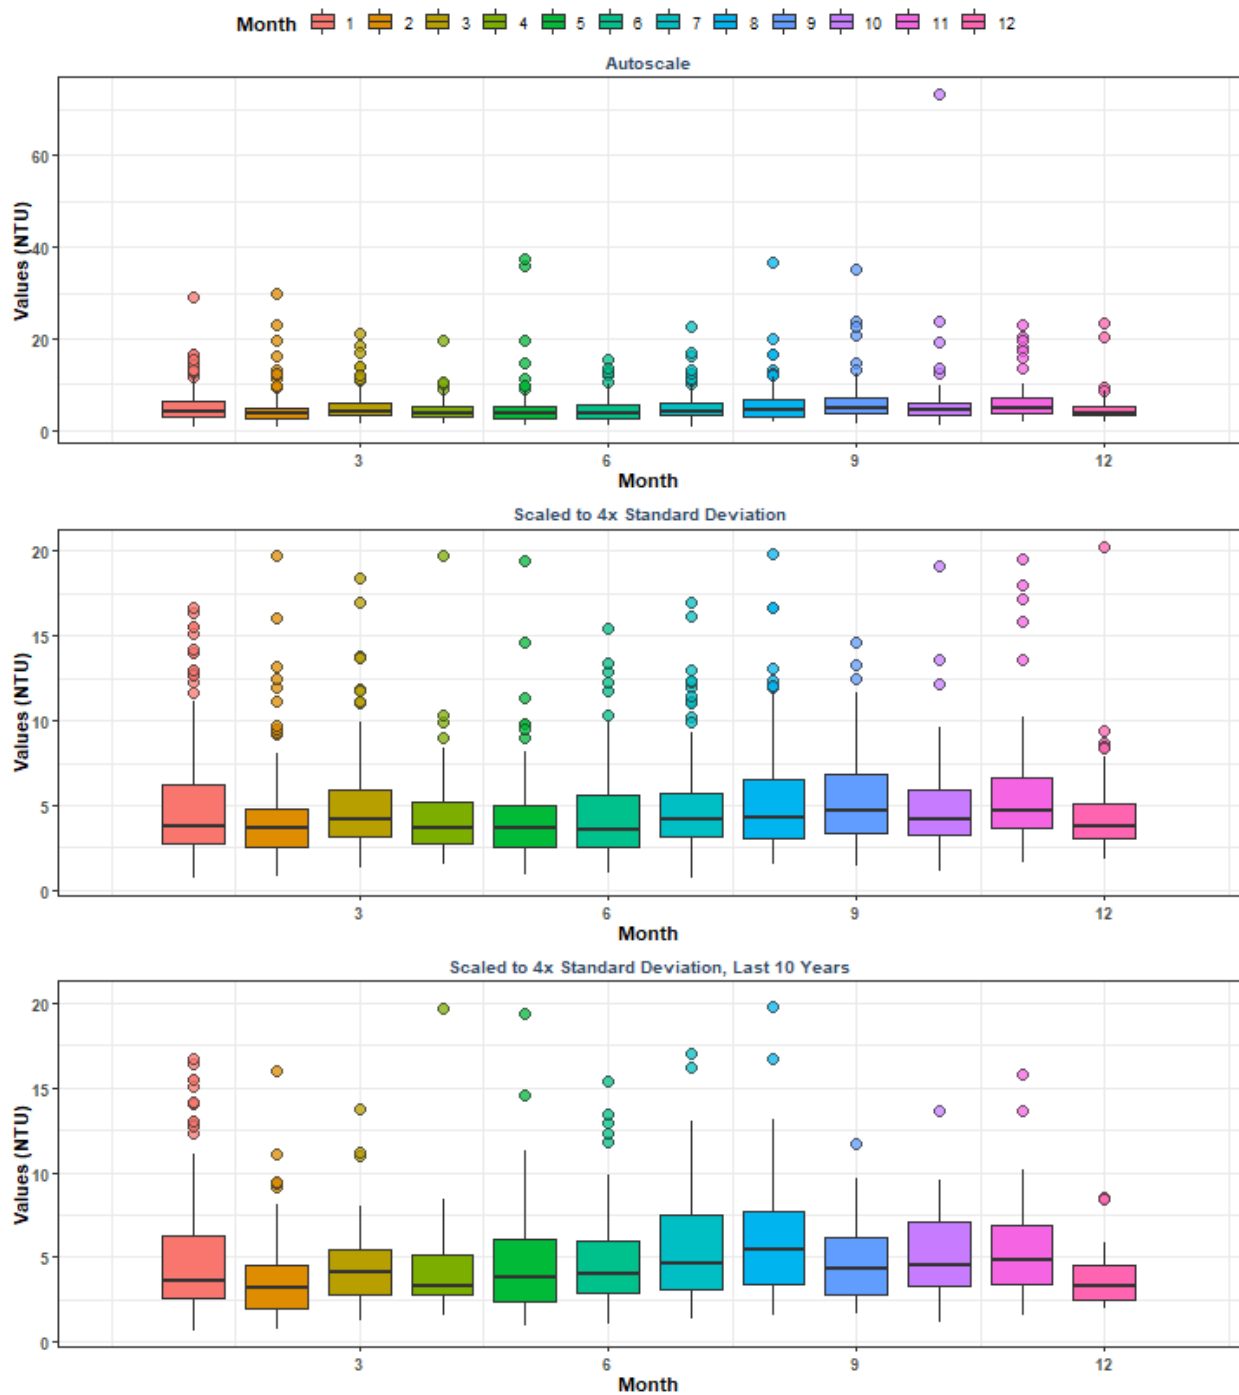 Month 1 2 3 4 5 6 7 8 9 10 11 12
Autoscale
Values (NTU)
60
40
20
0
3 6 9 12
Month
Scaled to 4x Standard Deviation
Values (NTU)
20
15
10
5
0
3 6 9 12
Month
Scaled to 4x Standard Deviation, Last 10 Years
Values (NTU)
20
15
10
5
0
3 6 9 12
Month